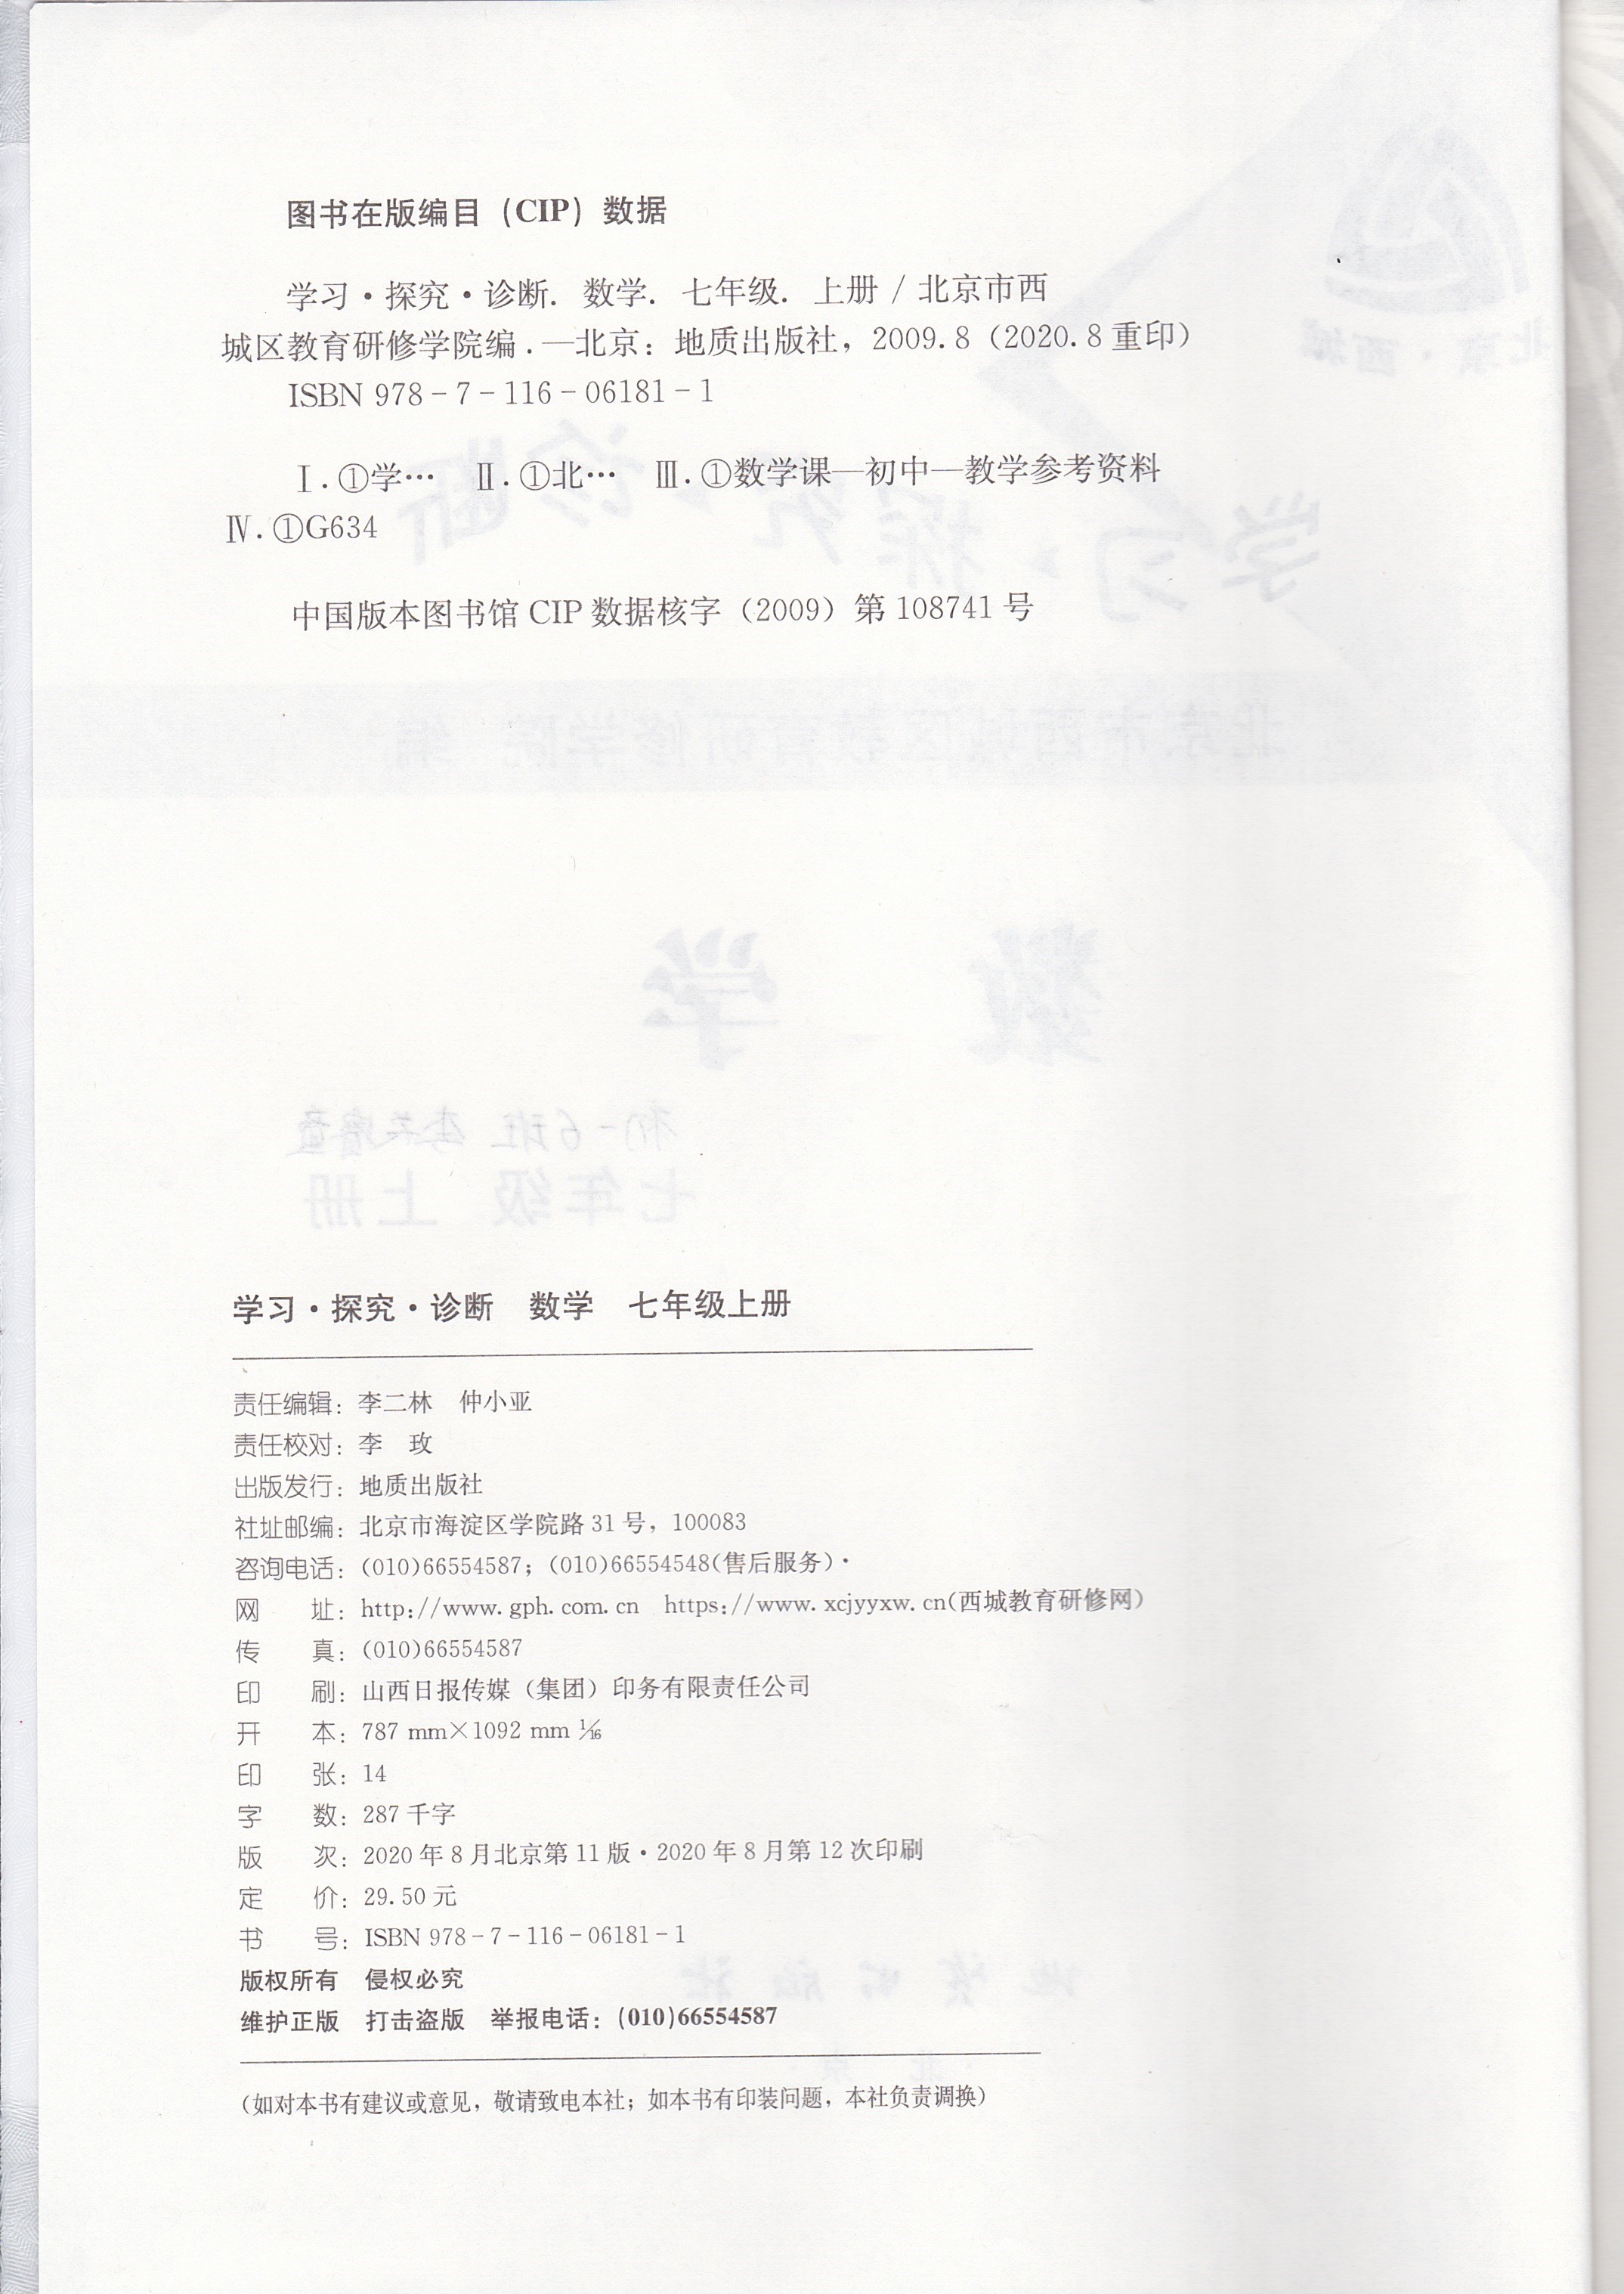 图书在版编目（CIP）数据
学习·探究·诊断. 数学. 七年级. 上册 / 北京市西
城区教育研修学院编 . —北京：地质出版社，2009. 8（2020. 8 重印）
ISBN 978－7－116－06181－1
Ⅰ. ①学… Ⅱ. ①北… Ⅲ. ①数学课—初中—教学参考资料
Ⅳ. ①G634
中国版本图书馆 CIP 数据核字（2009）第 108741 号
学习·探究·诊断 数学 七年级上册
责任编辑：李二林 仲小亚
责任校对：李 玫
出版发行：地质出版社
社址邮编：北京市海淀区学院路 31 号，100083
咨询电话：(010)66554587；(010)66554548(售后服务)
网 址：http://www. gph. com. cn https://www. xcjyyxw. cn(西城教育研修网)
传 真：(010)66554587
印 刷：山西日报传媒（集团）印务有限责任公司
开 本：787 mm×1092 mm 1/16
印 张：14
字 数：287 千字
版 次：2020 年 8 月北京第 11 版·2020 年 8 月第 12 次印刷
定 价：29. 50 元
书 号：ISBN 978－7－116－06181－1
版权所有 侵权必究
维护正版 打击盗版 举报电话：(010)66554587
（如对本书有建议或意见，敬请致电本社；如本书有印装问题，本社负责调换）